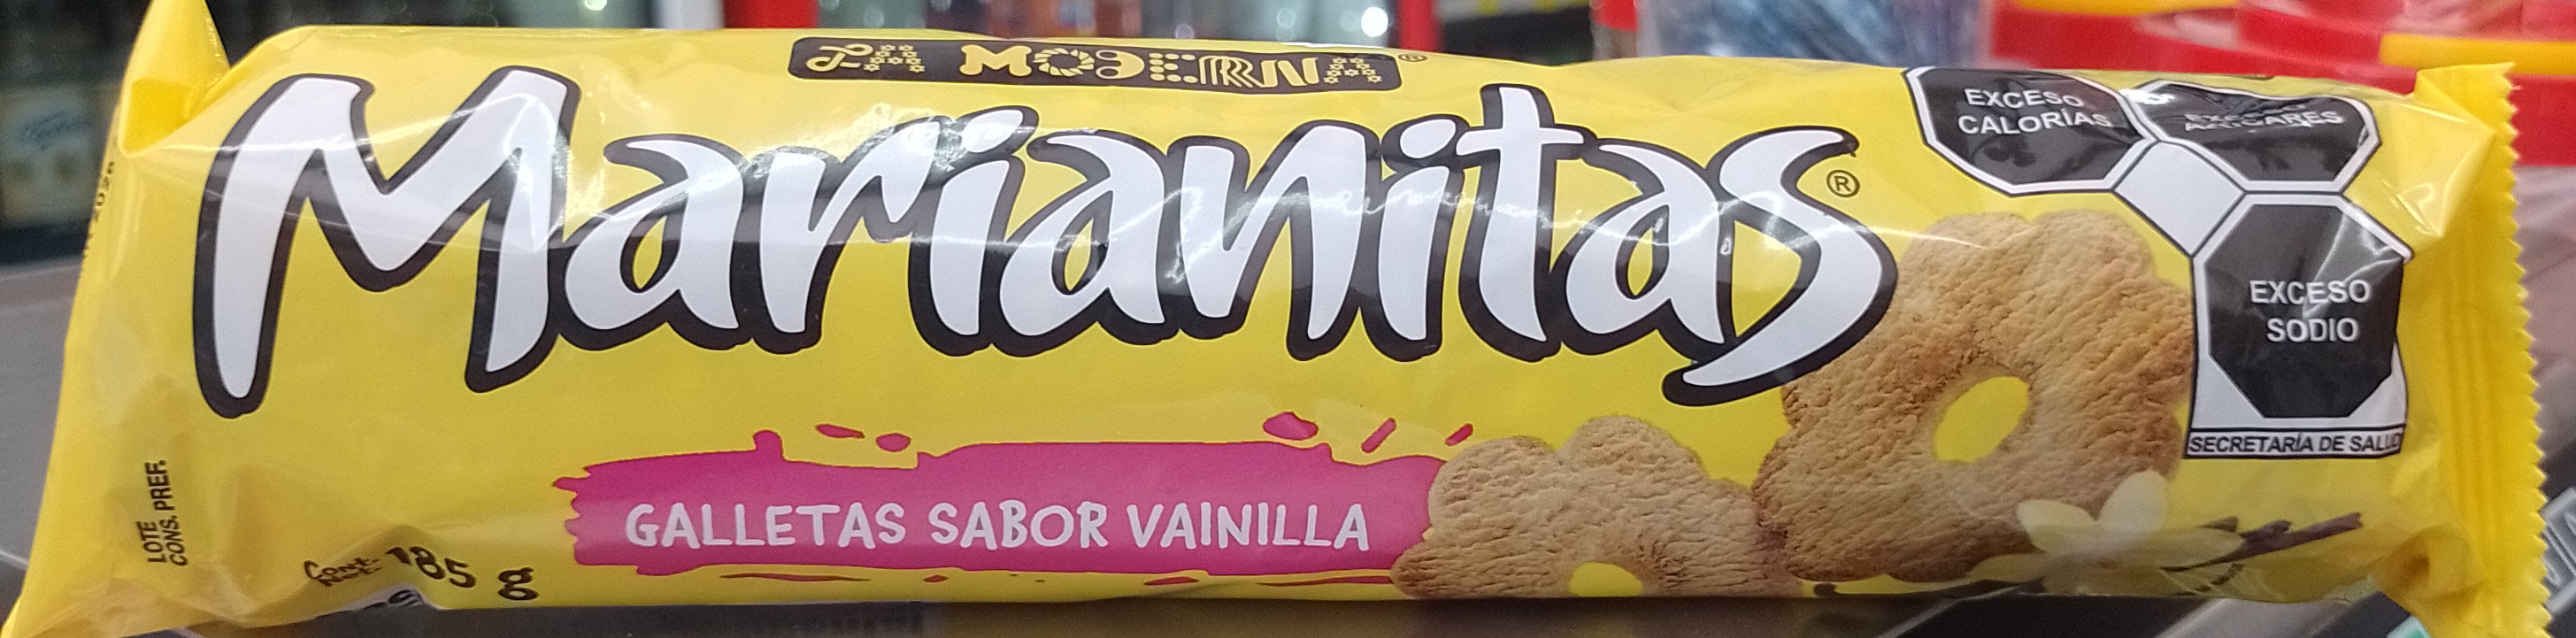 LA MODERNA®
Marianitas®
EXCESO
CALORÍAS
EXCESO
AZÚCARES
EXCESO
SODIO
SECRETARÍA DE SALUD
GALLETAS SABOR VAINILLA
LOTE
CONS. PREF.
Cont.
Net.
185 g